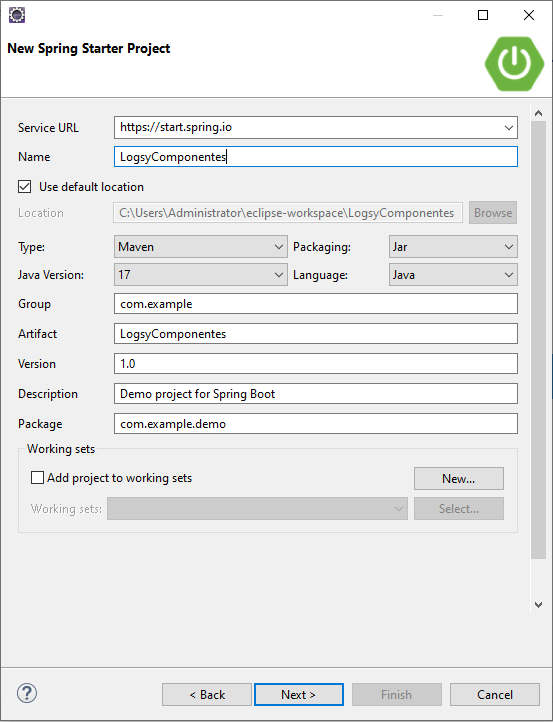 New Spring Starter Project
Service URL https://start.spring.io
Name LogsyComponentes
Use default location
Location C:\Users\Administrator\eclipse-workspace\LogsyComponentes Browse
Type: Maven Packaging: Jar
Java Version: 17 Language: Java
Group com.example
Artifact LogsyComponentes
Version 1.0
Description Demo project for Spring Boot
Package com.example.demo
Working sets
Add project to working sets New...
Working sets: Select...
? < Back Next > Finish Cancel